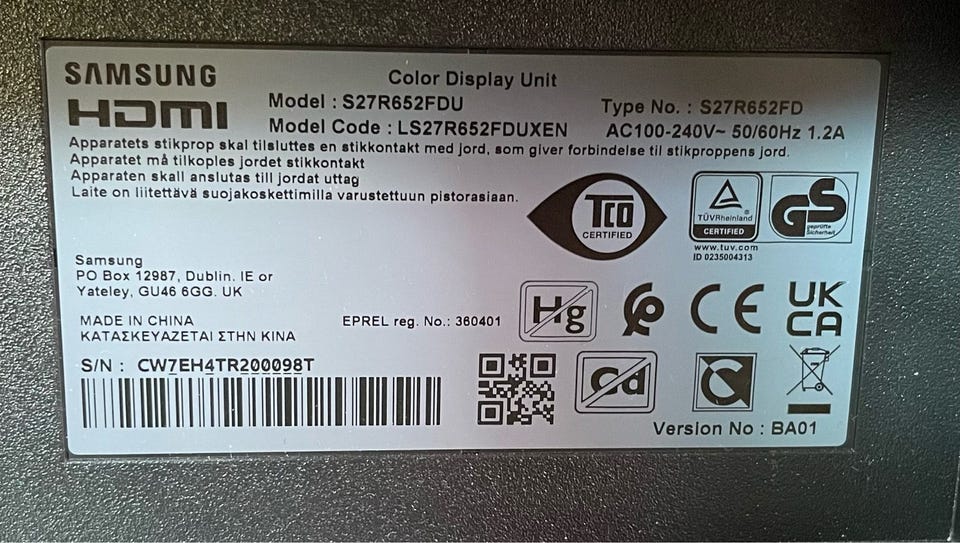 SAMSUNG
Color Display Unit
HDMI
Model : S27R652FDU
Type No. : S27R652FD
Model Code : LS27R652FDUXEN
AC100-240V~ 50/60Hz 1.2A
Apparatets stikprop skal tilsluttes en stikkontakt med jord, som giver forbindelse til stikproppens jord.
Apparatet må tilkoples jordet stikkontakt
Apparaten skall anslutas till jordat uttag
Laite on liitettävä suojakoskettimilla varustettuun pistorasiaan.
TCO
CERTIFIED
TÜVRheinland
CERTIFIED
www.tuv.com
ID 0235004313
GS
geprüfte
Sicherheit
Samsung
PO Box 12987, Dublin. IE or
Yateley, GU46 6GG. UK
MADE IN CHINA
ΚΑΤΑΣΚΕΥΑΖΕΤΑΙ ΣΤΗΝ ΚΙΝΑ
EPREL reg. No.: 360401
Hg
CE
UK
CA
S/N : CW7EH4TR200098T
Cd
Version No : BA01